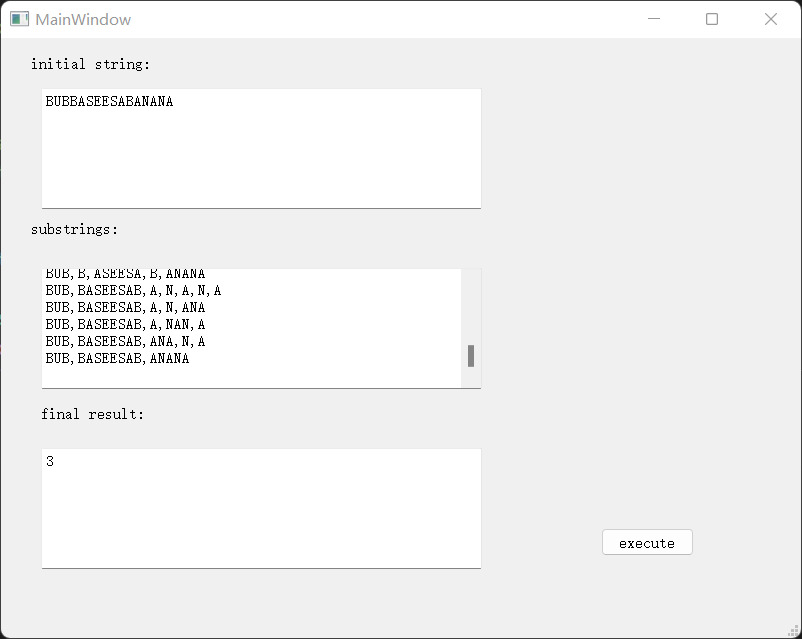 MainWindow
initial string:
BUBBASEESABANANA
substrings:
BUB,B,ASEESA,B,ANANA
BUB,BASEESAB,A,N,A,N,A
BUB,BASEESAB,A,N,ANA
BUB,BASEESAB,A,NAN,A
BUB,BASEESAB,ANA,N,A
BUB,BASEESAB,ANANA
final result:
3
execute